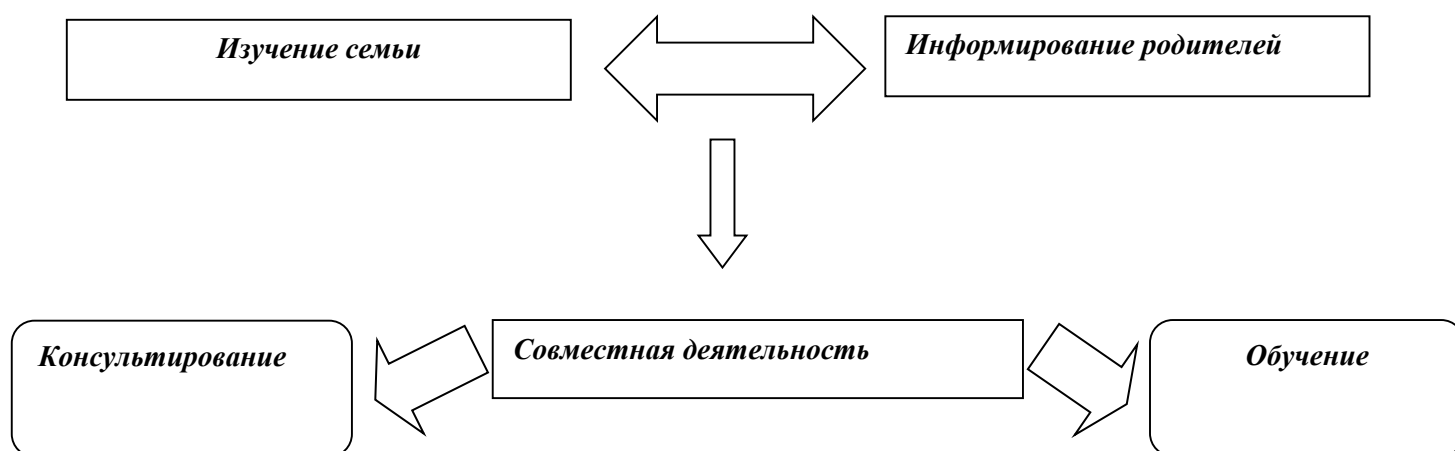 Изучение семьи
Информирование родителей
Консультирование
Совместная деятельность
Обучение